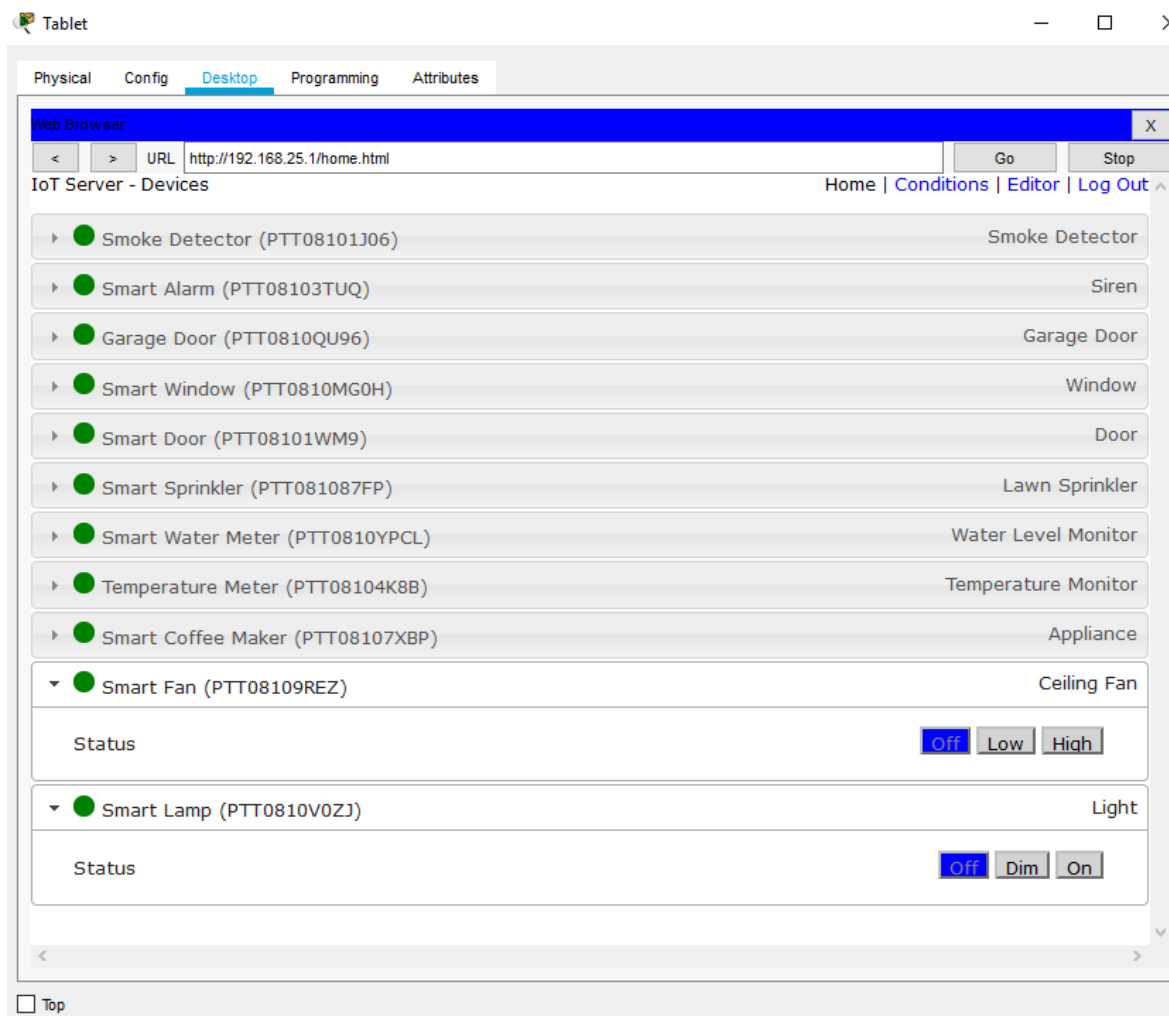 Tablet
Physical Config Desktop Programming Attributes
Web Browser X
< > URL http://192.168.25.1/home.html Go Stop
IoT Server - Devices Home | Conditions | Editor | Log Out
Smoke Detector (PTT08101J06) Smoke Detector
Smart Alarm (PTT08103TUQ) Siren
Garage Door (PTT0810QU96) Garage Door
Smart Window (PTT0810MG0H) Window
Smart Door (PTT08101WM9) Door
Smart Sprinkler (PTT081087FP) Lawn Sprinkler
Smart Water Meter (PTT0810YPCL) Water Level Monitor
Temperature Meter (PTT08104K8B) Temperature Monitor
Smart Coffee Maker (PTT08107XBP) Appliance
Smart Fan (PTT08109REZ) Ceiling Fan
Status Off Low High
Smart Lamp (PTT0810V0ZJ) Light
Status Off Dim On
Top